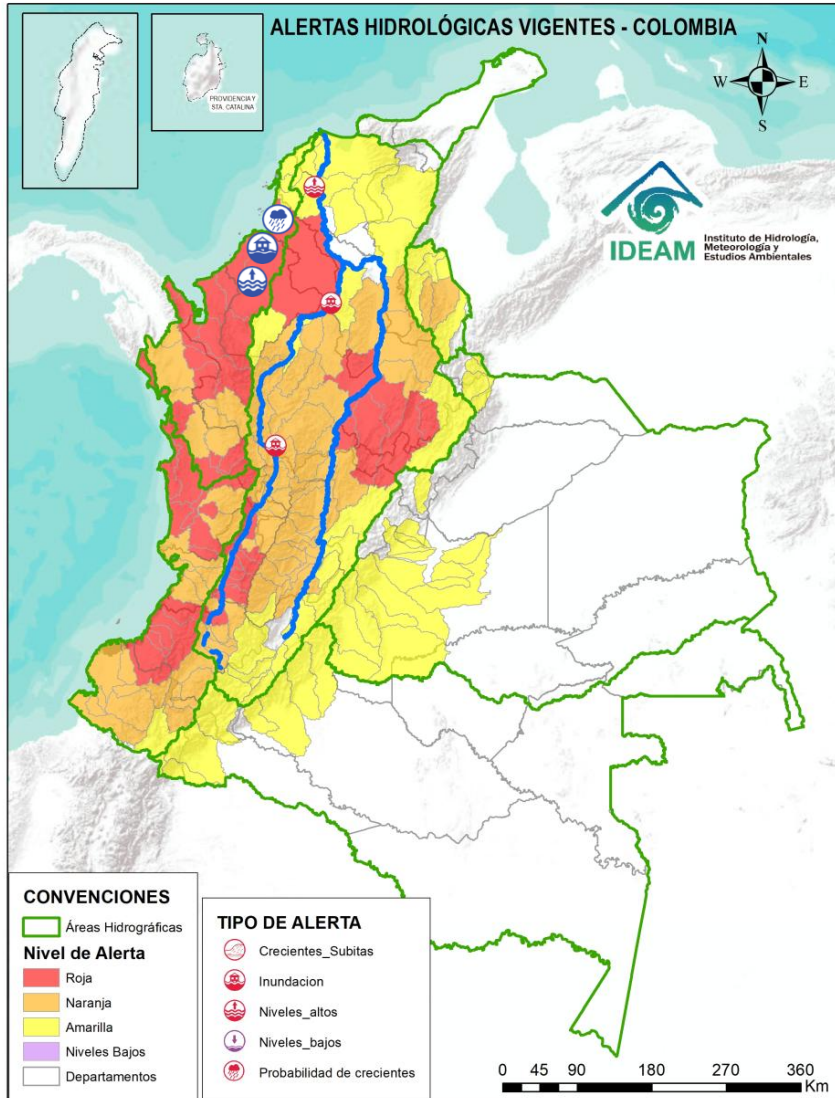 ALERTAS HIDROLÓGICAS VIGENTES - COLOMBIA
PROVIDENCIA Y
STA. CATALINA
N
W
E
S
IDEAM
Instituto de Hidrología,
Meteorología y
Estudios Ambientales
CONVENCIONES
Áreas Hidrográficas
Nivel de Alerta
Roja
Naranja
Amarilla
Niveles Bajos
Departamentos
TIPO DE ALERTA
Crecientes_Subitas
Inundacion
Niveles_altos
Niveles_bajos
Probabilidad de crecientes
0 45 90 180 270 360
Km